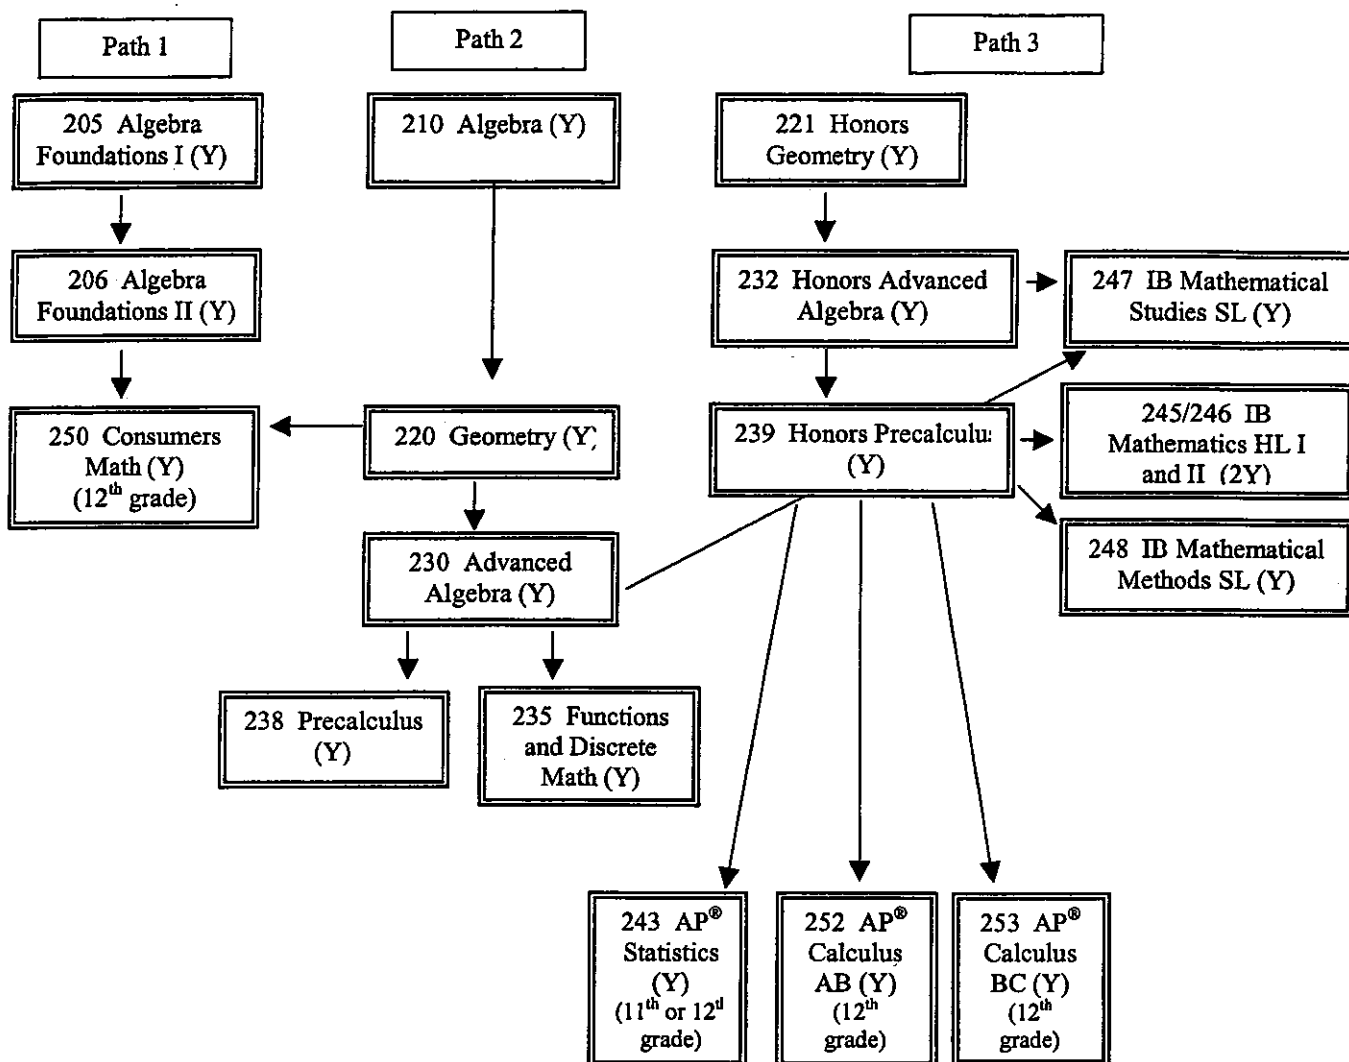 Path 1
Path 2
Path 3
205 Algebra
Foundations I (Y)
210 Algebra (Y)
221 Honors
Geometry (Y)
206 Algebra
Foundations II (Y)
232 Honors Advanced
Algebra (Y)
247 IB Mathematical
Studies SL (Y)
250 Consumers
Math (Y)
(12th grade)
220 Geometry (Y)
239 Honors Precalculus
(Y)
245/246 IB
Mathematics HL I
and II (2Y)
230 Advanced
Algebra (Y)
248 IB Mathematical
Methods SL (Y)
238 Precalculus
(Y)
235 Functions
and Discrete
Math (Y)
243 AP®
Statistics
(Y)
(11th or 12th
grade)
252 AP®
Calculus
AB (Y)
(12th
grade)
253 AP®
Calculus
BC (Y)
(12th
grade)